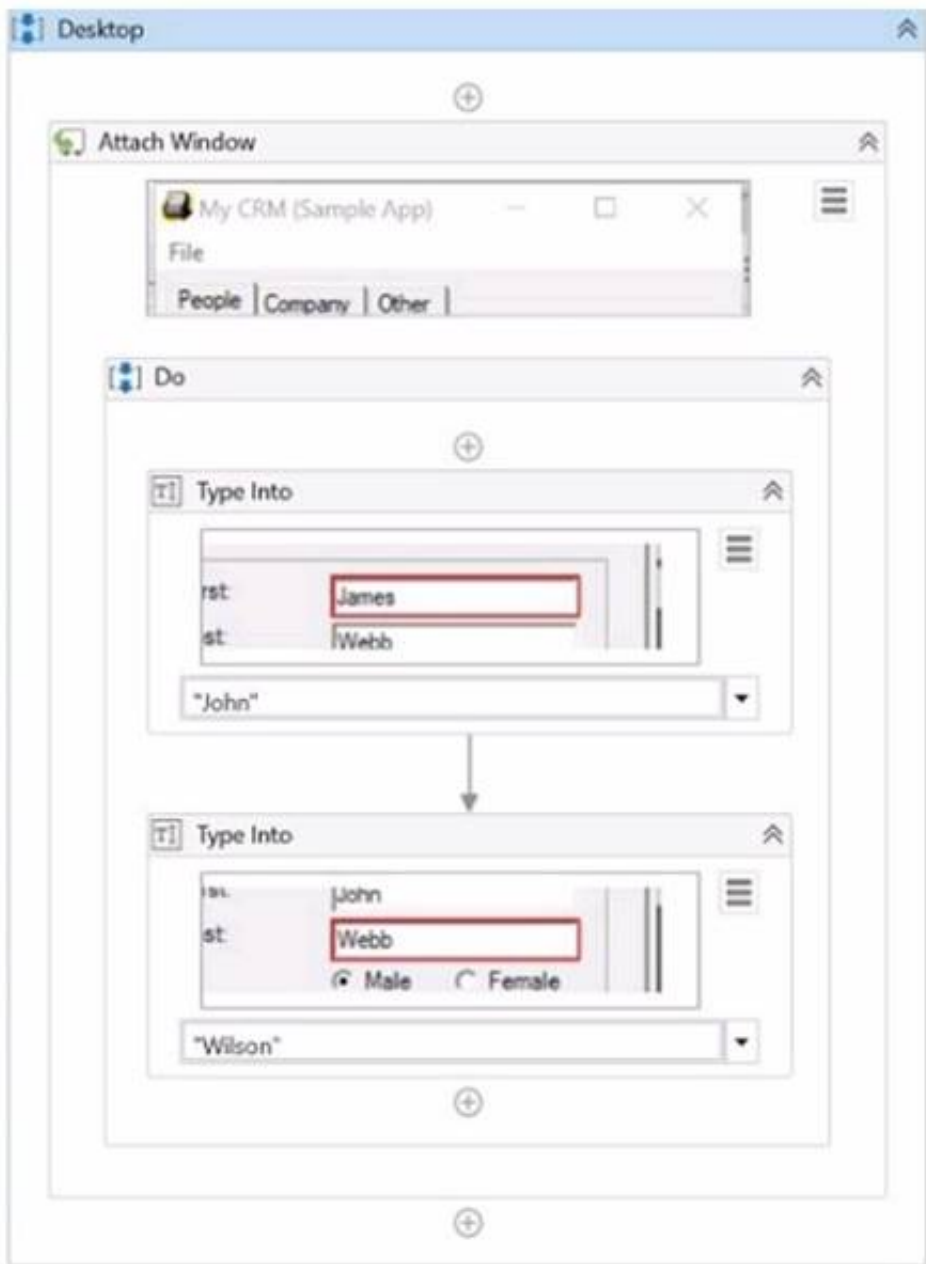 Desktop
Attach Window
My CRM (Sample App)
File
People Company Other
Do
Type Into
rst:
James
st:
Webb
"John"
Type Into
John
st:
Webb
Male Female
"Wilson"